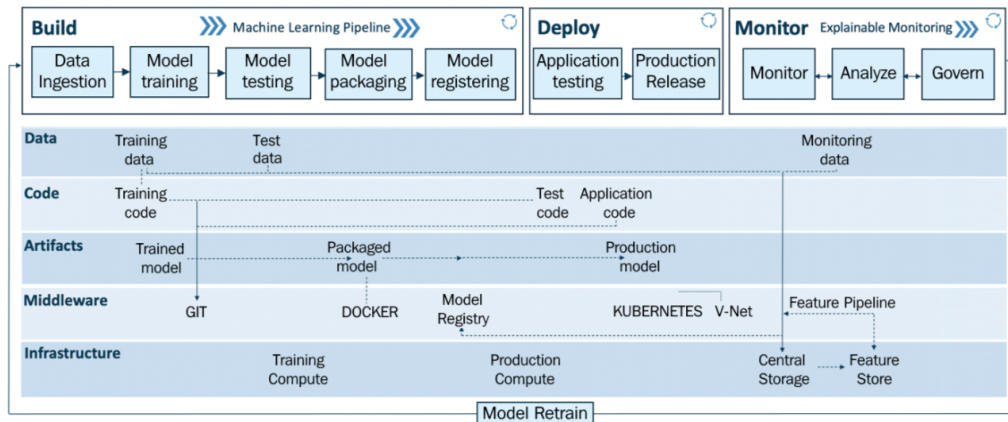 Build
Machine Learning Pipeline
Data
Ingestion
Model
training
Model
testing
Model
packaging
Model
registering
Deploy
Application
testing
Production
Release
Monitor
Explainable Monitoring
Monitor
Analyze
Govern
Data
Training
data
Test
data
Monitoring
data
Code
Training
code
Test
code
Application
code
Artifacts
Trained
model
Packaged
model
Production
model
Middleware
GIT
DOCKER
Model
Registry
KUBERNETES
V-Net
Feature Pipeline
Infrastructure
Training
Compute
Production
Compute
Central
Storage
Feature
Store
Model Retrain